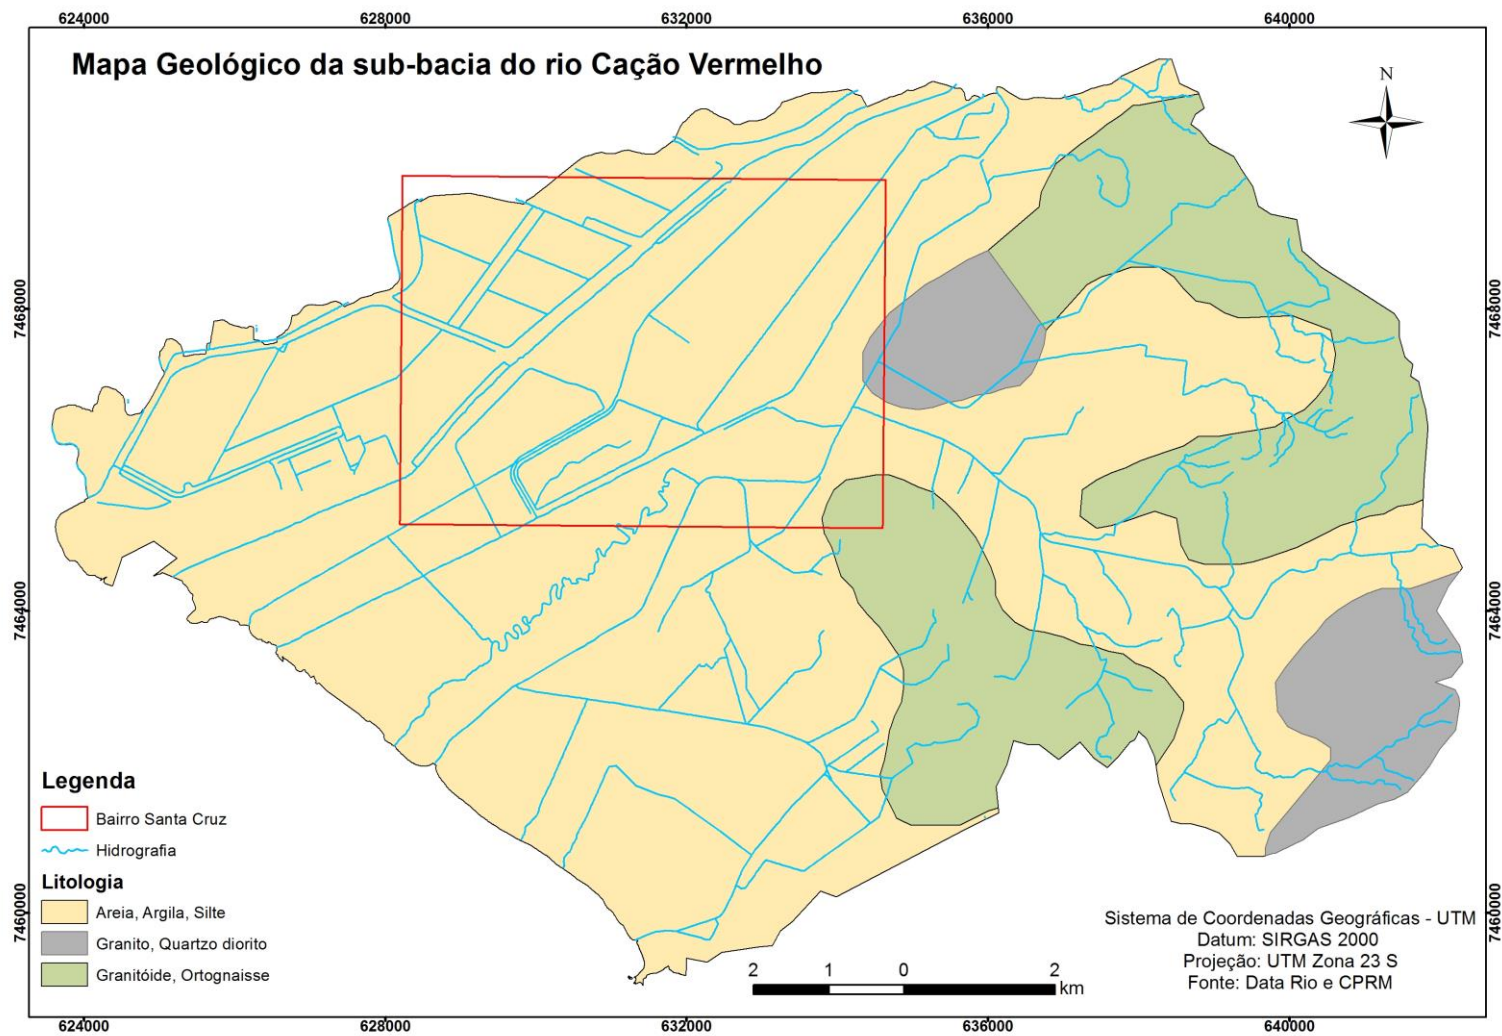 624000 628000 632000 636000 640000
Mapa Geológico da sub-bacia do rio Cação Vermelho
N
7468000 7468000
7464000 7464000
7460000 7460000
Legenda
Bairro Santa Cruz
Hidrografia
Litologia
Areia, Argila, Silte
Granito, Quartzo diorito
Granitóide, Ortognaisse
2 1 0 2
km
Sistema de Coordenadas Geográficas - UTM
Datum: SIRGAS 2000
Projeção: UTM Zona 23 S
Fonte: Data Rio e CPRM
624000 628000 632000 636000 640000